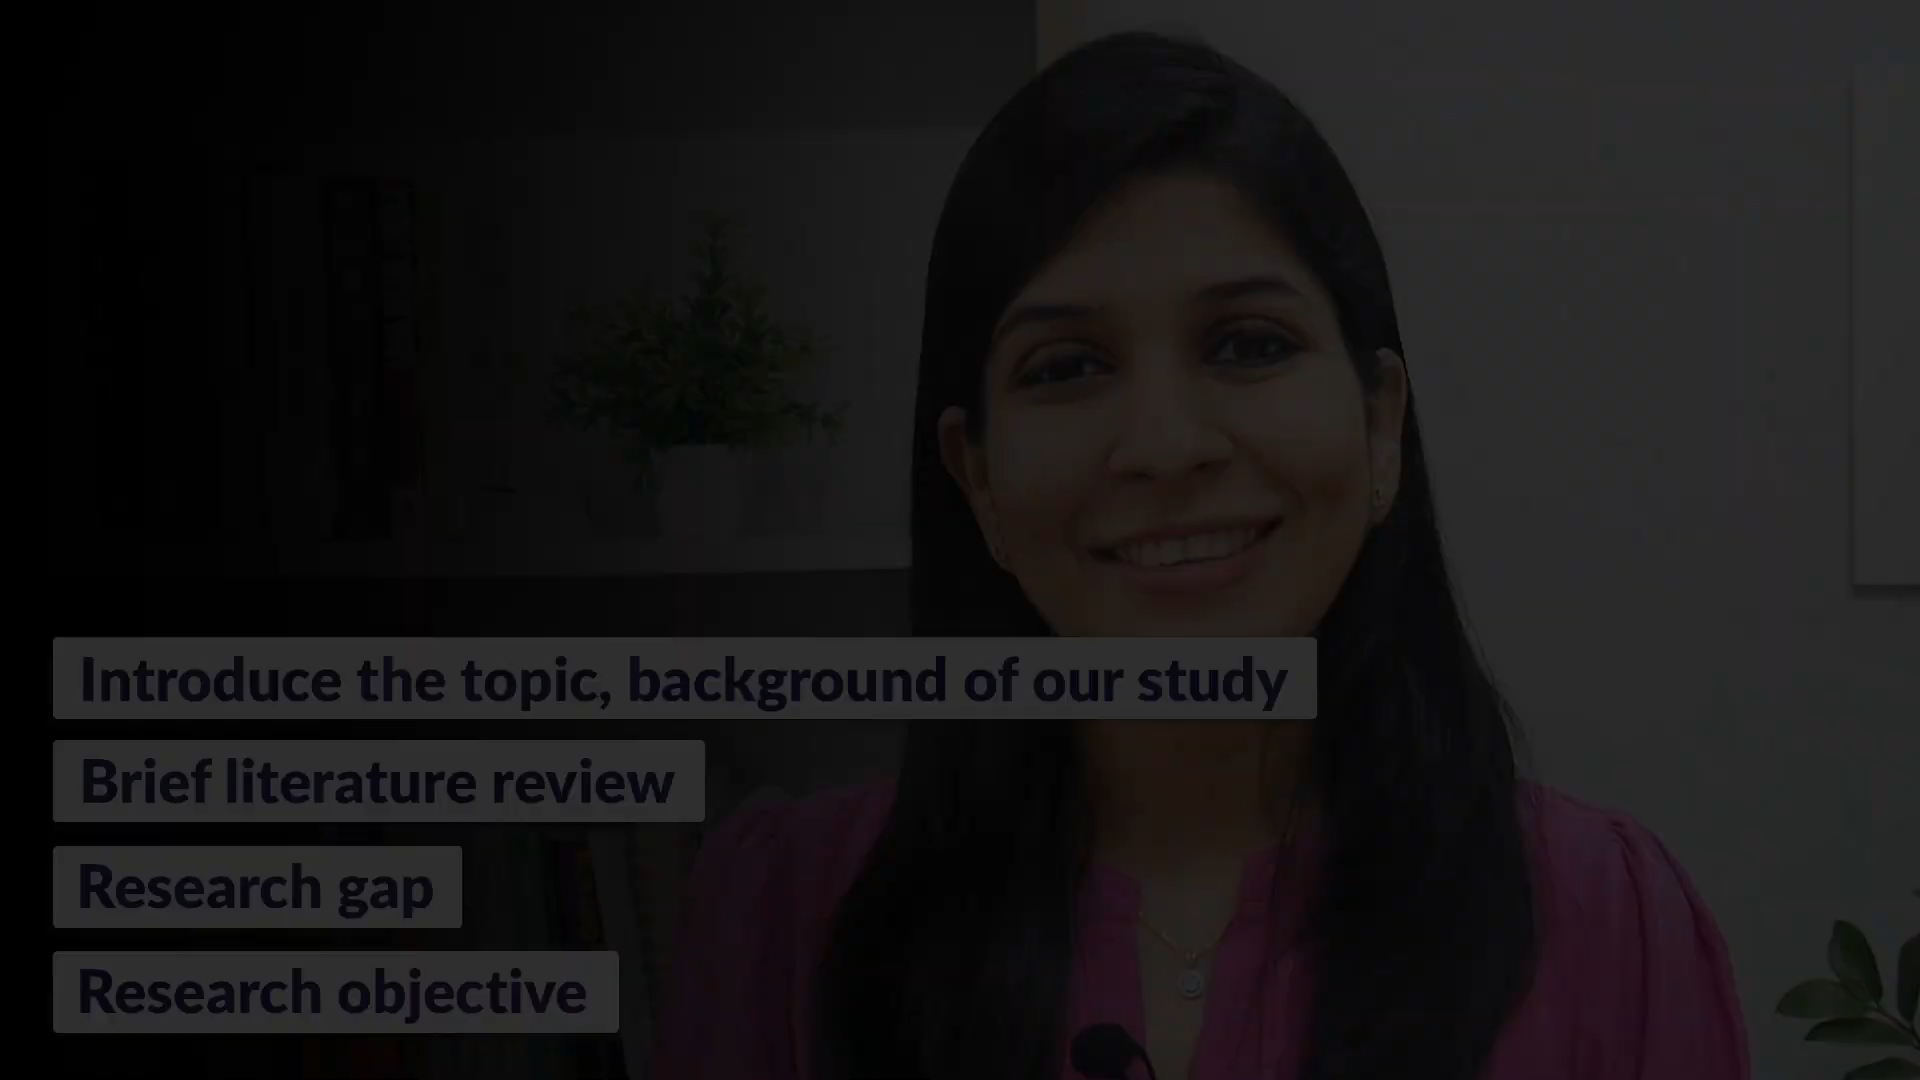 Introduce the topic, background of our study
Brief literature review
Research gap
Research objective